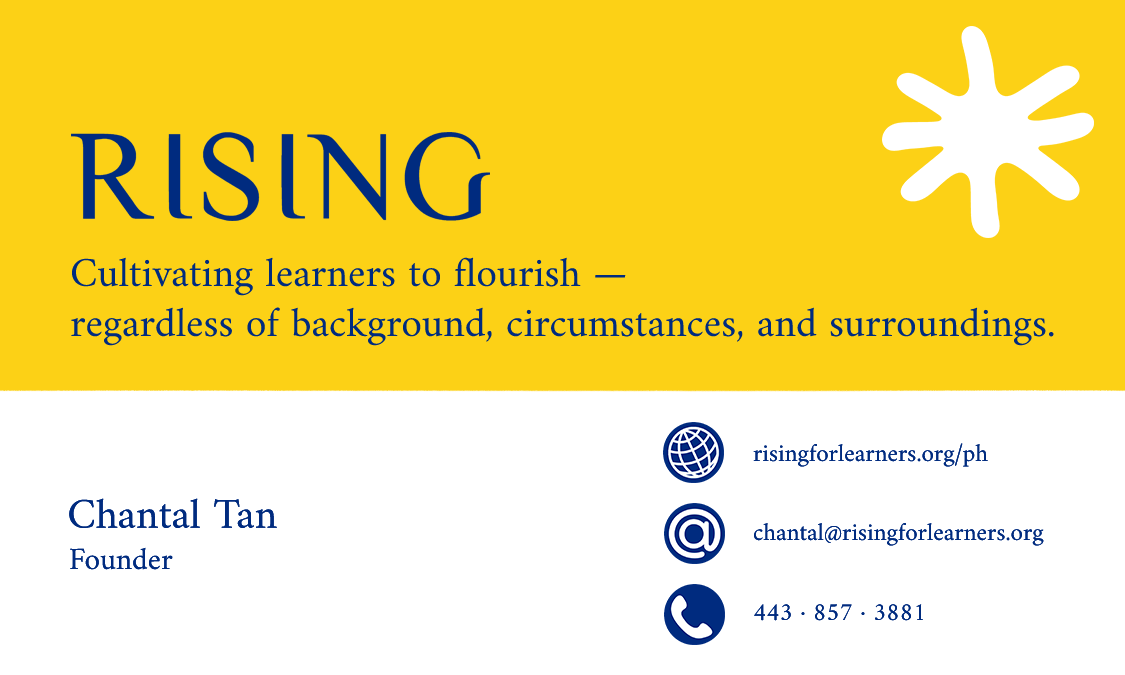 RISING
Cultivating learners to flourish —
regardless of background, circumstances, and surroundings.
Chantal Tan
Founder
risingforlearners.org/ph
chantal@risingforlearners.org
443 · 857 · 3881